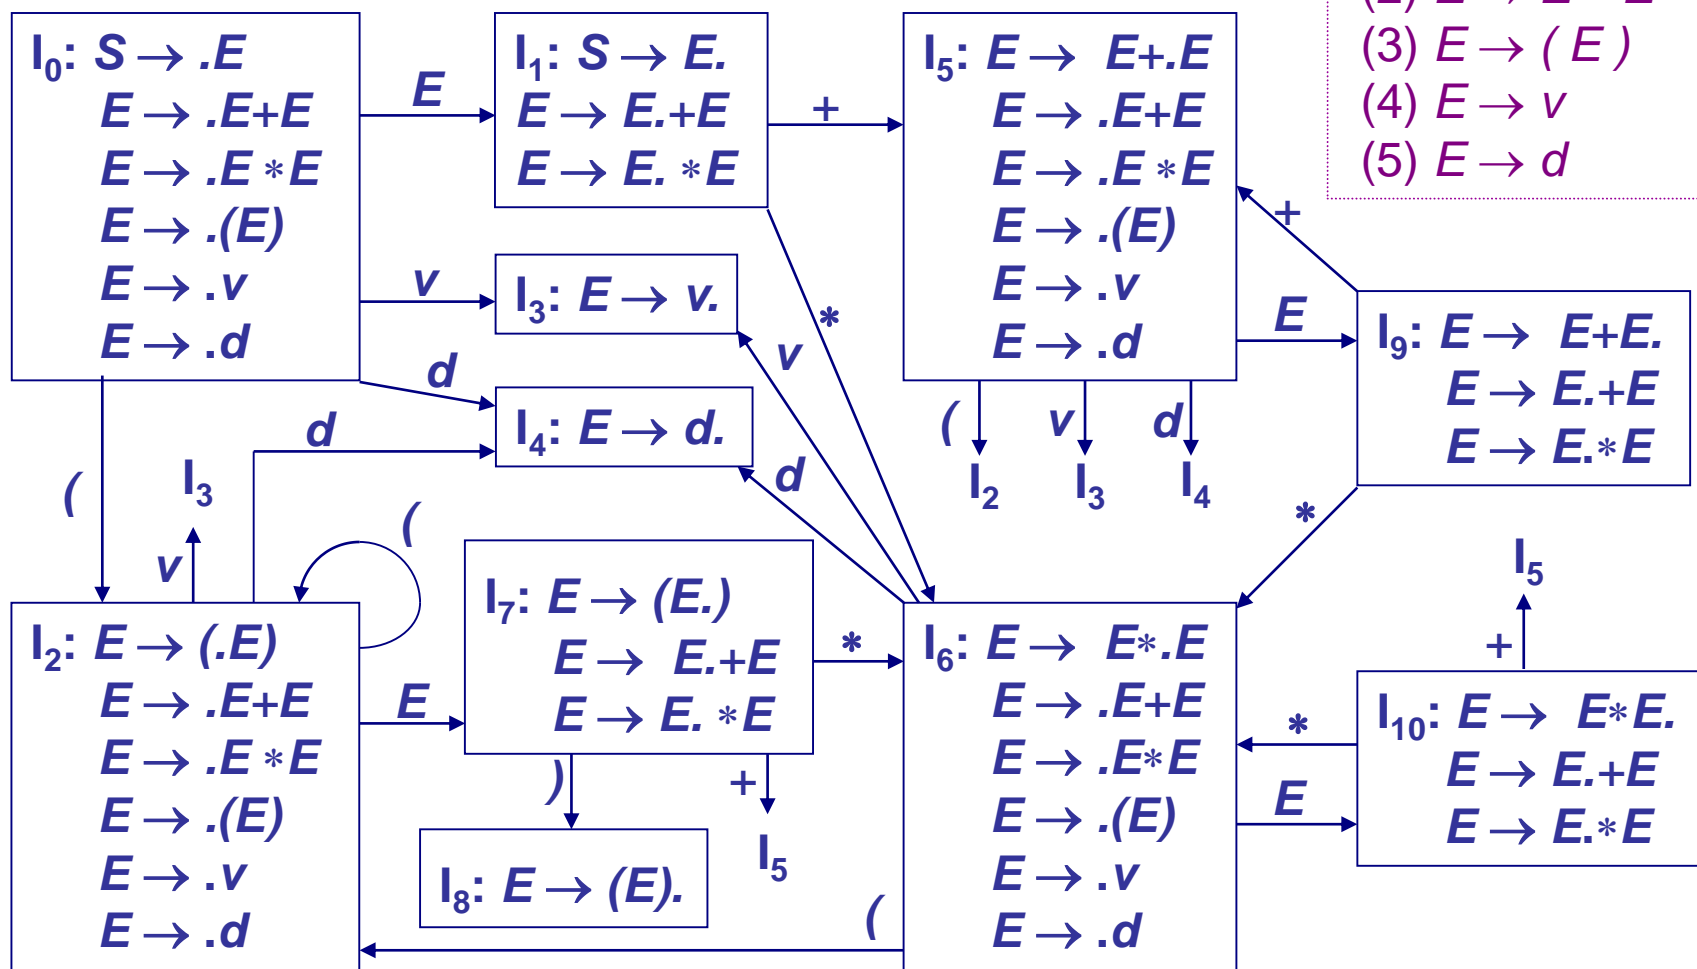 I0: S → .E
E → .E+E
E → .E *E
E → .(E)
E → .v
E → .d
E
I1: S → E.
E → E.+E
E → E. *E
+
I5: E → E+.E
E → .E+E
E → .E *E
E → .(E)
E → .v
E → .d
(3) E → ( E )
(4) E → v
(5) E → d
v
I3: E → v.
d
I4: E → d.
d
*
v
d
+
E
I9: E → E+.
E → E.+E
E → E.*E
(
I2
v
I3
d
I4
*
(
I3
v
(
I2: E → (.E)
E → .E+E
E → .E *E
E → .(E)
E → .v
E → .d
E
I7: E → (E.)
E → E.+E
E → E. *E
*
)
+
I5
I8: E → (E).
(
I6: E → E*.E
E → .E+E
E → .E*E
E → .(E)
E → .v
E → .d
*
E
I5
+
I10: E → E*E.
E → E.+E
E → E.*E